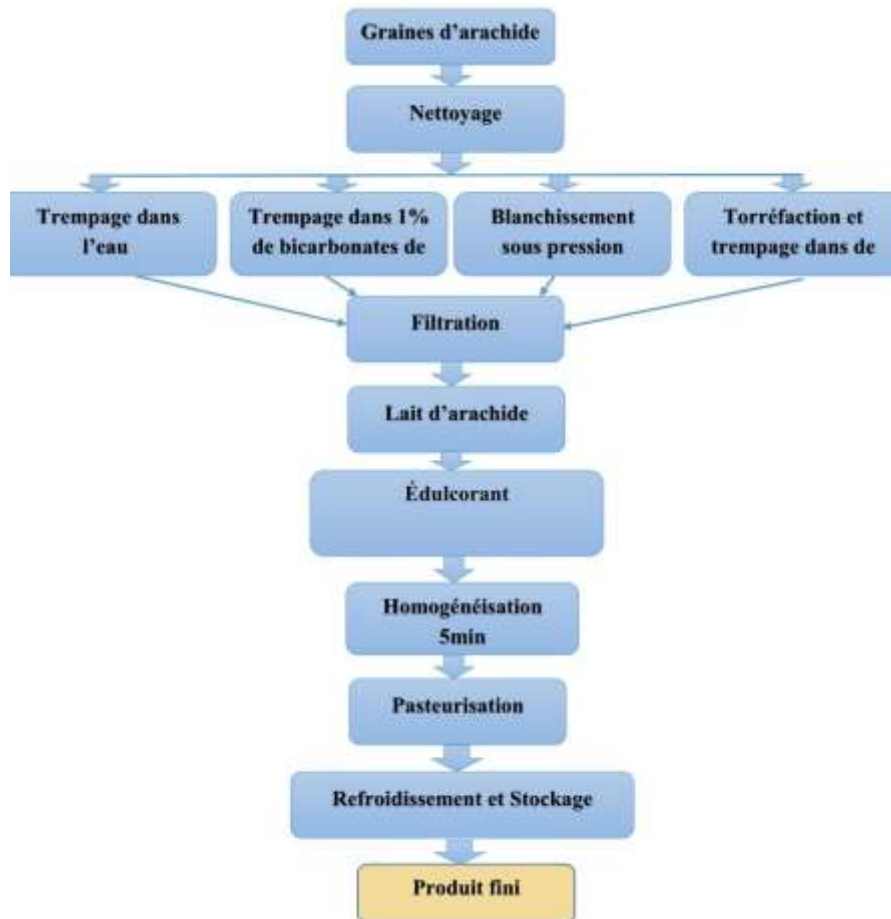 Graines d'arachide
Nettoyage
Trempage dans
l'eau
Trempage dans 1%
de bicarbonates de
Blanchissement
sous pression
Torréfaction et
trempage dans de
Filtration
Lait d'arachide
Édulcorant
Homogénéisation
5min
Pasteurisation
Refroidissement et Stockage
Produit fini